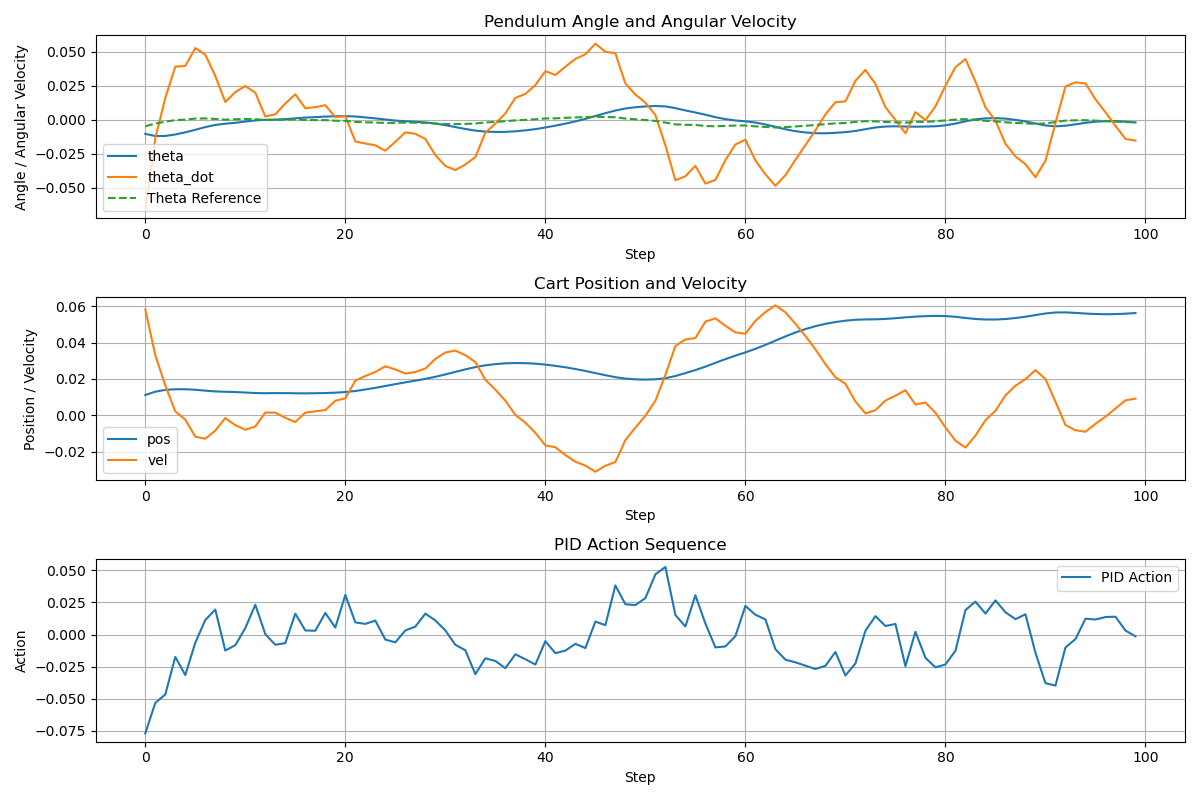 Pendulum Angle and Angular Velocity
Angle / Angular Velocity
0.050
0.025
0.000
−0.025
−0.050
theta
theta_dot
Theta Reference
0 20 40 60 80 100
Step
Cart Position and Velocity
Position / Velocity
0.06
0.04
0.02
0.00
−0.02
pos
vel
0 20 40 60 80 100
Step
PID Action Sequence
Action
0.050
0.025
0.000
−0.025
−0.050
−0.075
PID Action
0 20 40 60 80 100
Step